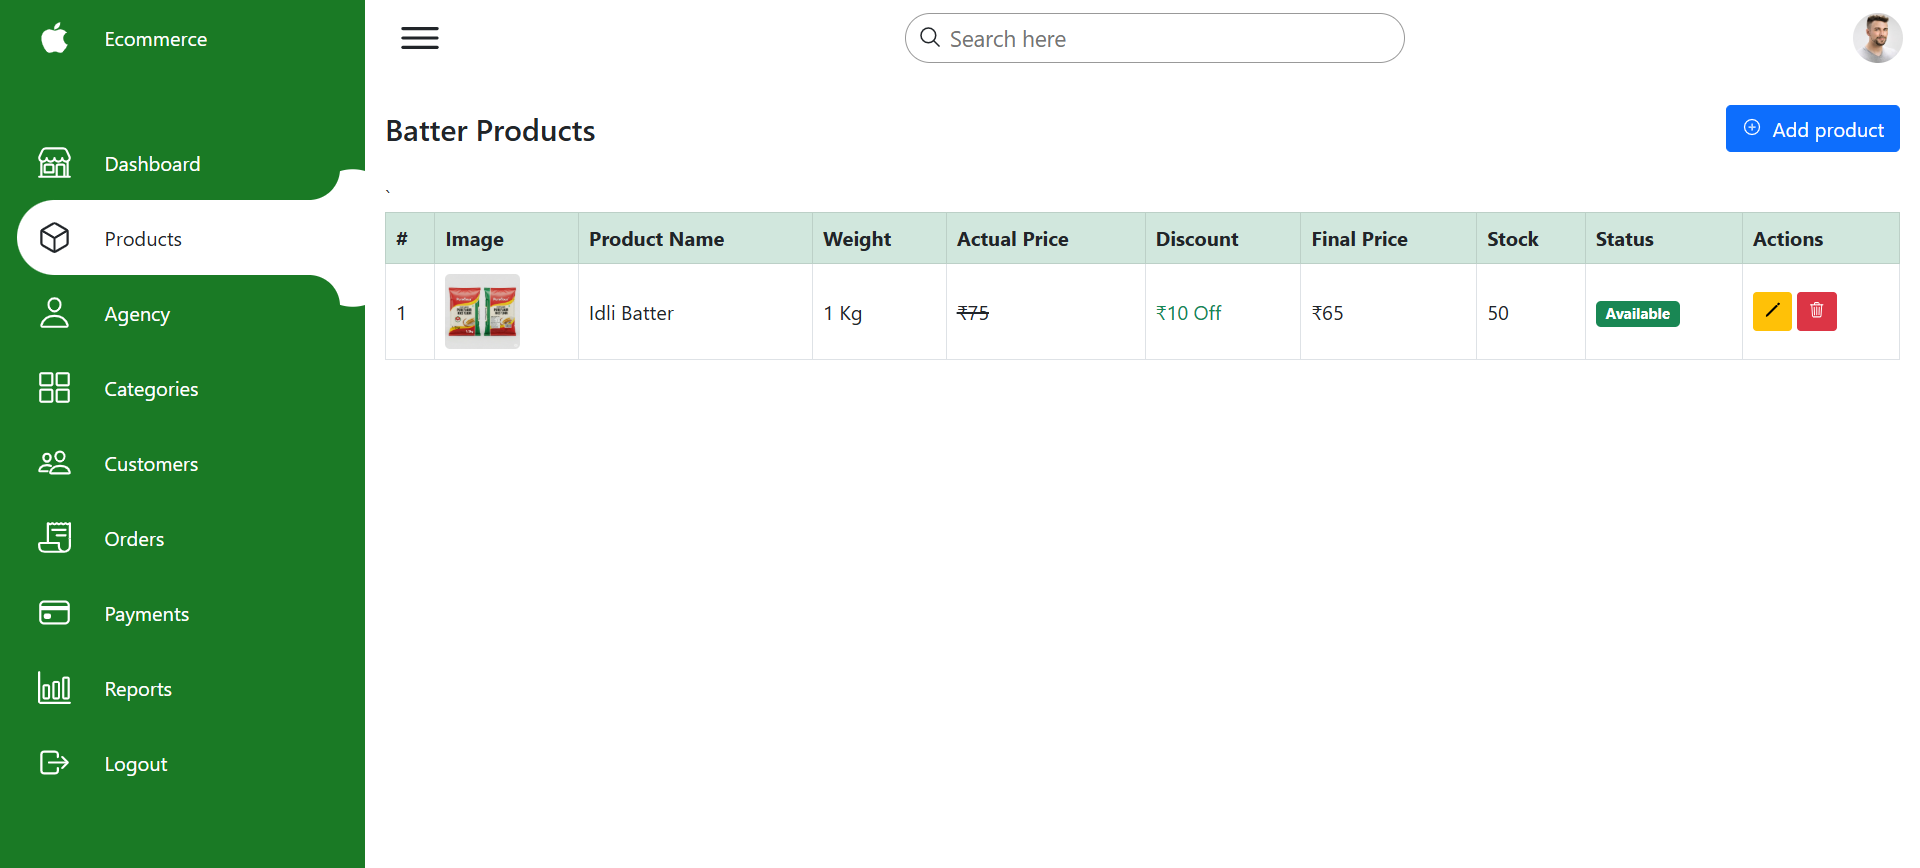 Ecommerce
Search here
Dashboard
Products
Agency
Categories
Customers
Orders
Payments
Reports
Logout
Batter Products
Add product
`
# Image Product Name Weight Actual Price Discount Final Price Stock Status Actions
1 Idli Batter 1 Kg ₹75 ₹10 Off ₹65 50 Available